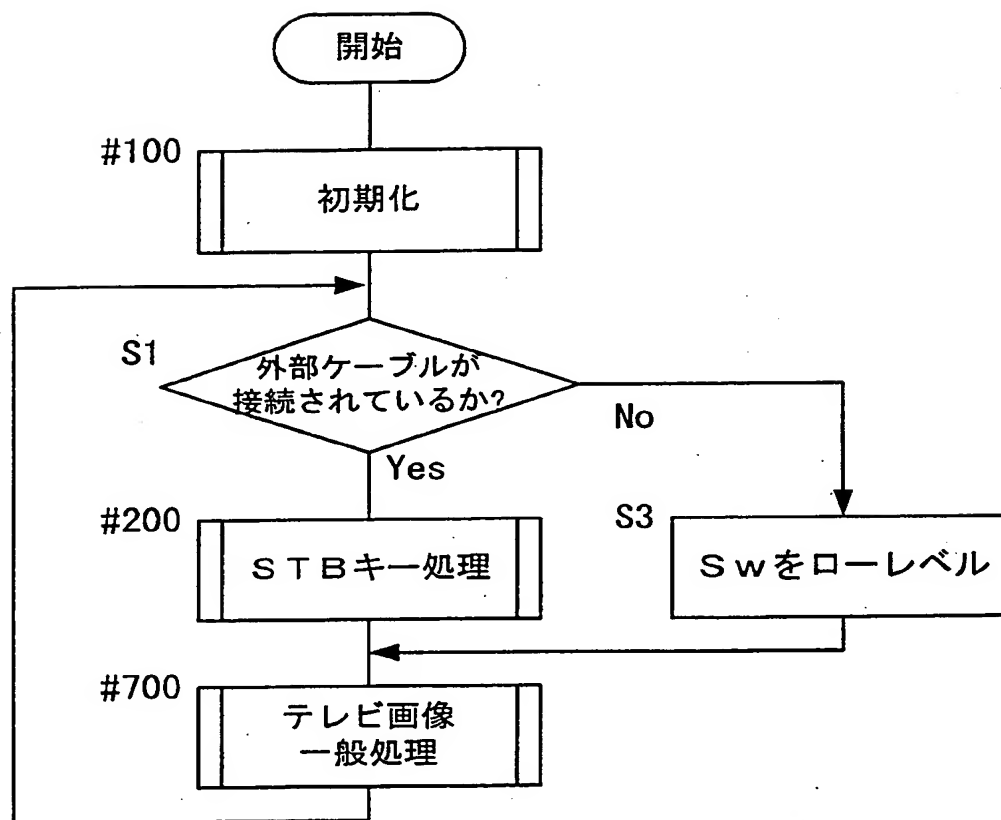 開始
#100
初期化
S1
外部ケーブルが
接続されているか?
No
Yes
#200
STBキー処理
S3
Swをローレベル
#700
テレビ画像
一般処理